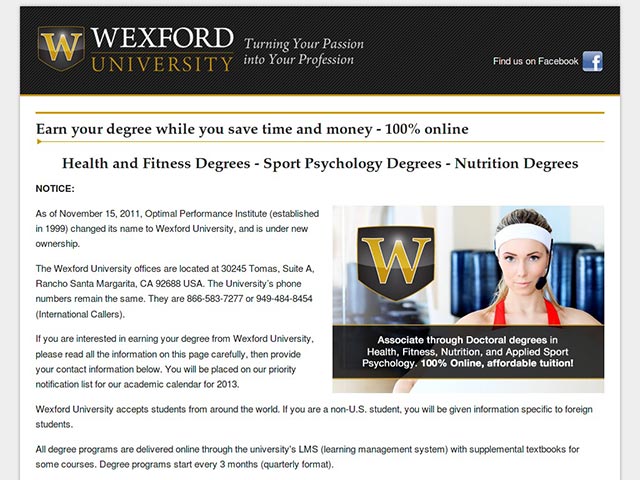 W
WEXFORD
UNIVERSITY
Turning Your Passion
into Your Profession
Find us on Facebook
f
Earn your degree while you save time and money - 100% online
Health and Fitness Degrees - Sport Psychology Degrees - Nutrition Degrees
NOTICE:
As of November 15, 2011, Optimal Performance Institute (established
in 1999) changed its name to Wexford University, and is under new
ownership.
The Wexford University offices are located at 30245 Tomas, Suite A,
Rancho Santa Margarita, CA 92688 USA. The University's phone
numbers remain the same. They are 866-583-7277 or 949-484-8454
(International Callers).
If you are interested in earning your degree from Wexford University,
please read all the information on this page carefully, then provide
your contact information below. You will be placed on our priority
notification list for our academic calendar for 2013.
W
Associate through Doctoral degrees in
Health, Fitness, Nutrition, and Applied Sport
Psychology. 100% Online, affordable tuition!
Wexford University accepts students from around the world. If you are a non-U.S. student, you will be given information specific to foreign
students.
All degree programs are delivered online through the university's LMS (learning management system) with supplemental textbooks for
some courses. Degree programs start every 3 months (quarterly format).